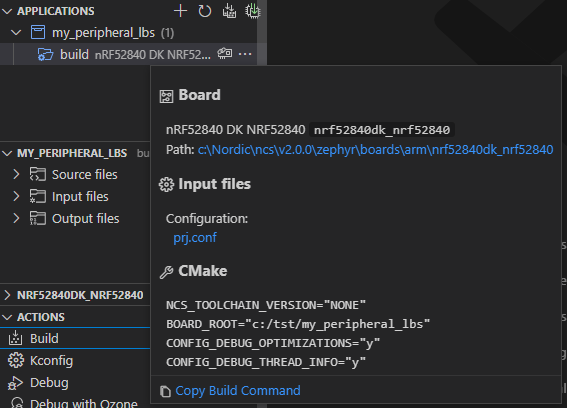 APPLICATIONS
my_peripheral_lbs (1)
build nRF52840 DK NRF52...
Board
nRF52840 DK NRF52840 nrf52840dk_nrf52840
Path: c:\Nordic\ncs\v2.0.0\zephyr\boards\arm\nrf52840dk_nrf52840
MY_PERIPHERAL_LBS bu
Source files
Input files
Output files
Input files
Configuration:
prj.conf
CMake
NCS_TOOLCHAIN_VERSION="NONE"
BOARD_ROOT="c:/tst/my_peripheral_lbs"
CONFIG_DEBUG_OPTIMIZATIONS="y"
CONFIG_DEBUG_THREAD_INFO="y"
Copy Build Command
NRF52840DK_NRF52840
ACTIONS
Build
Kconfig
Debug
Debug with Ozone